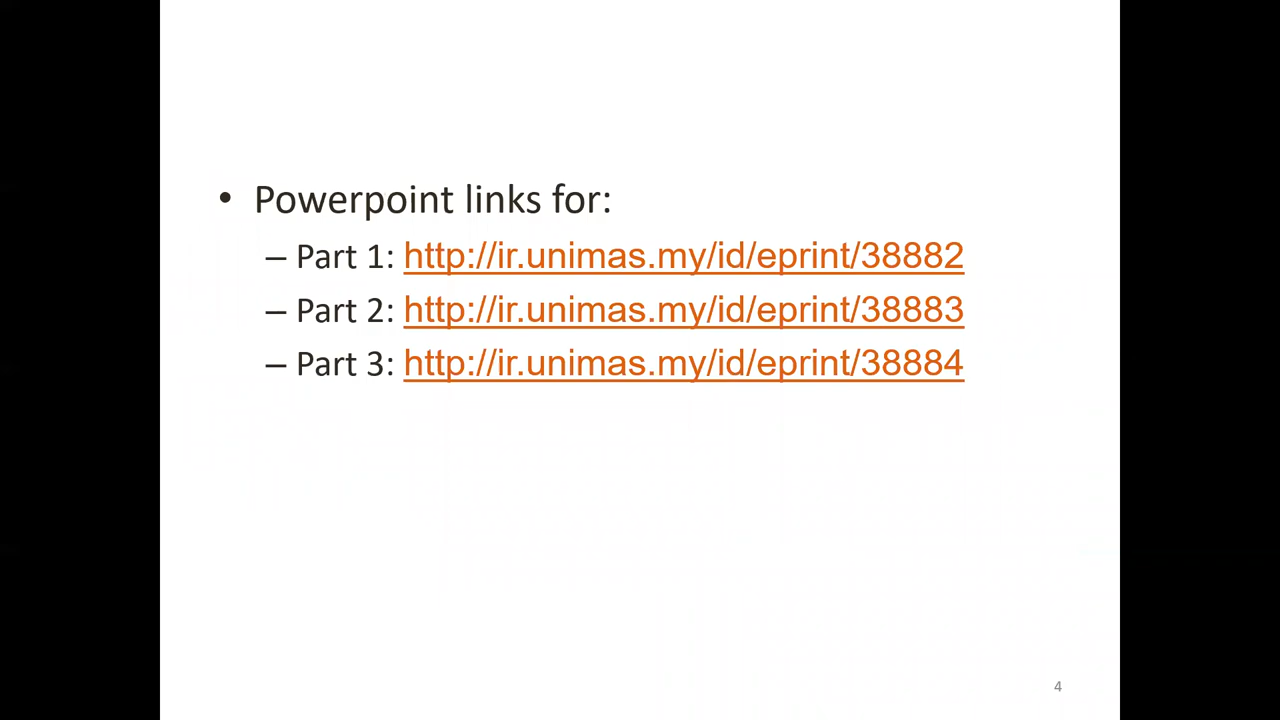 • Powerpoint links for:
– Part 1: http://ir.unimas.my/id/eprint/38882
– Part 2: http://ir.unimas.my/id/eprint/38883
– Part 3: http://ir.unimas.my/id/eprint/38884
4